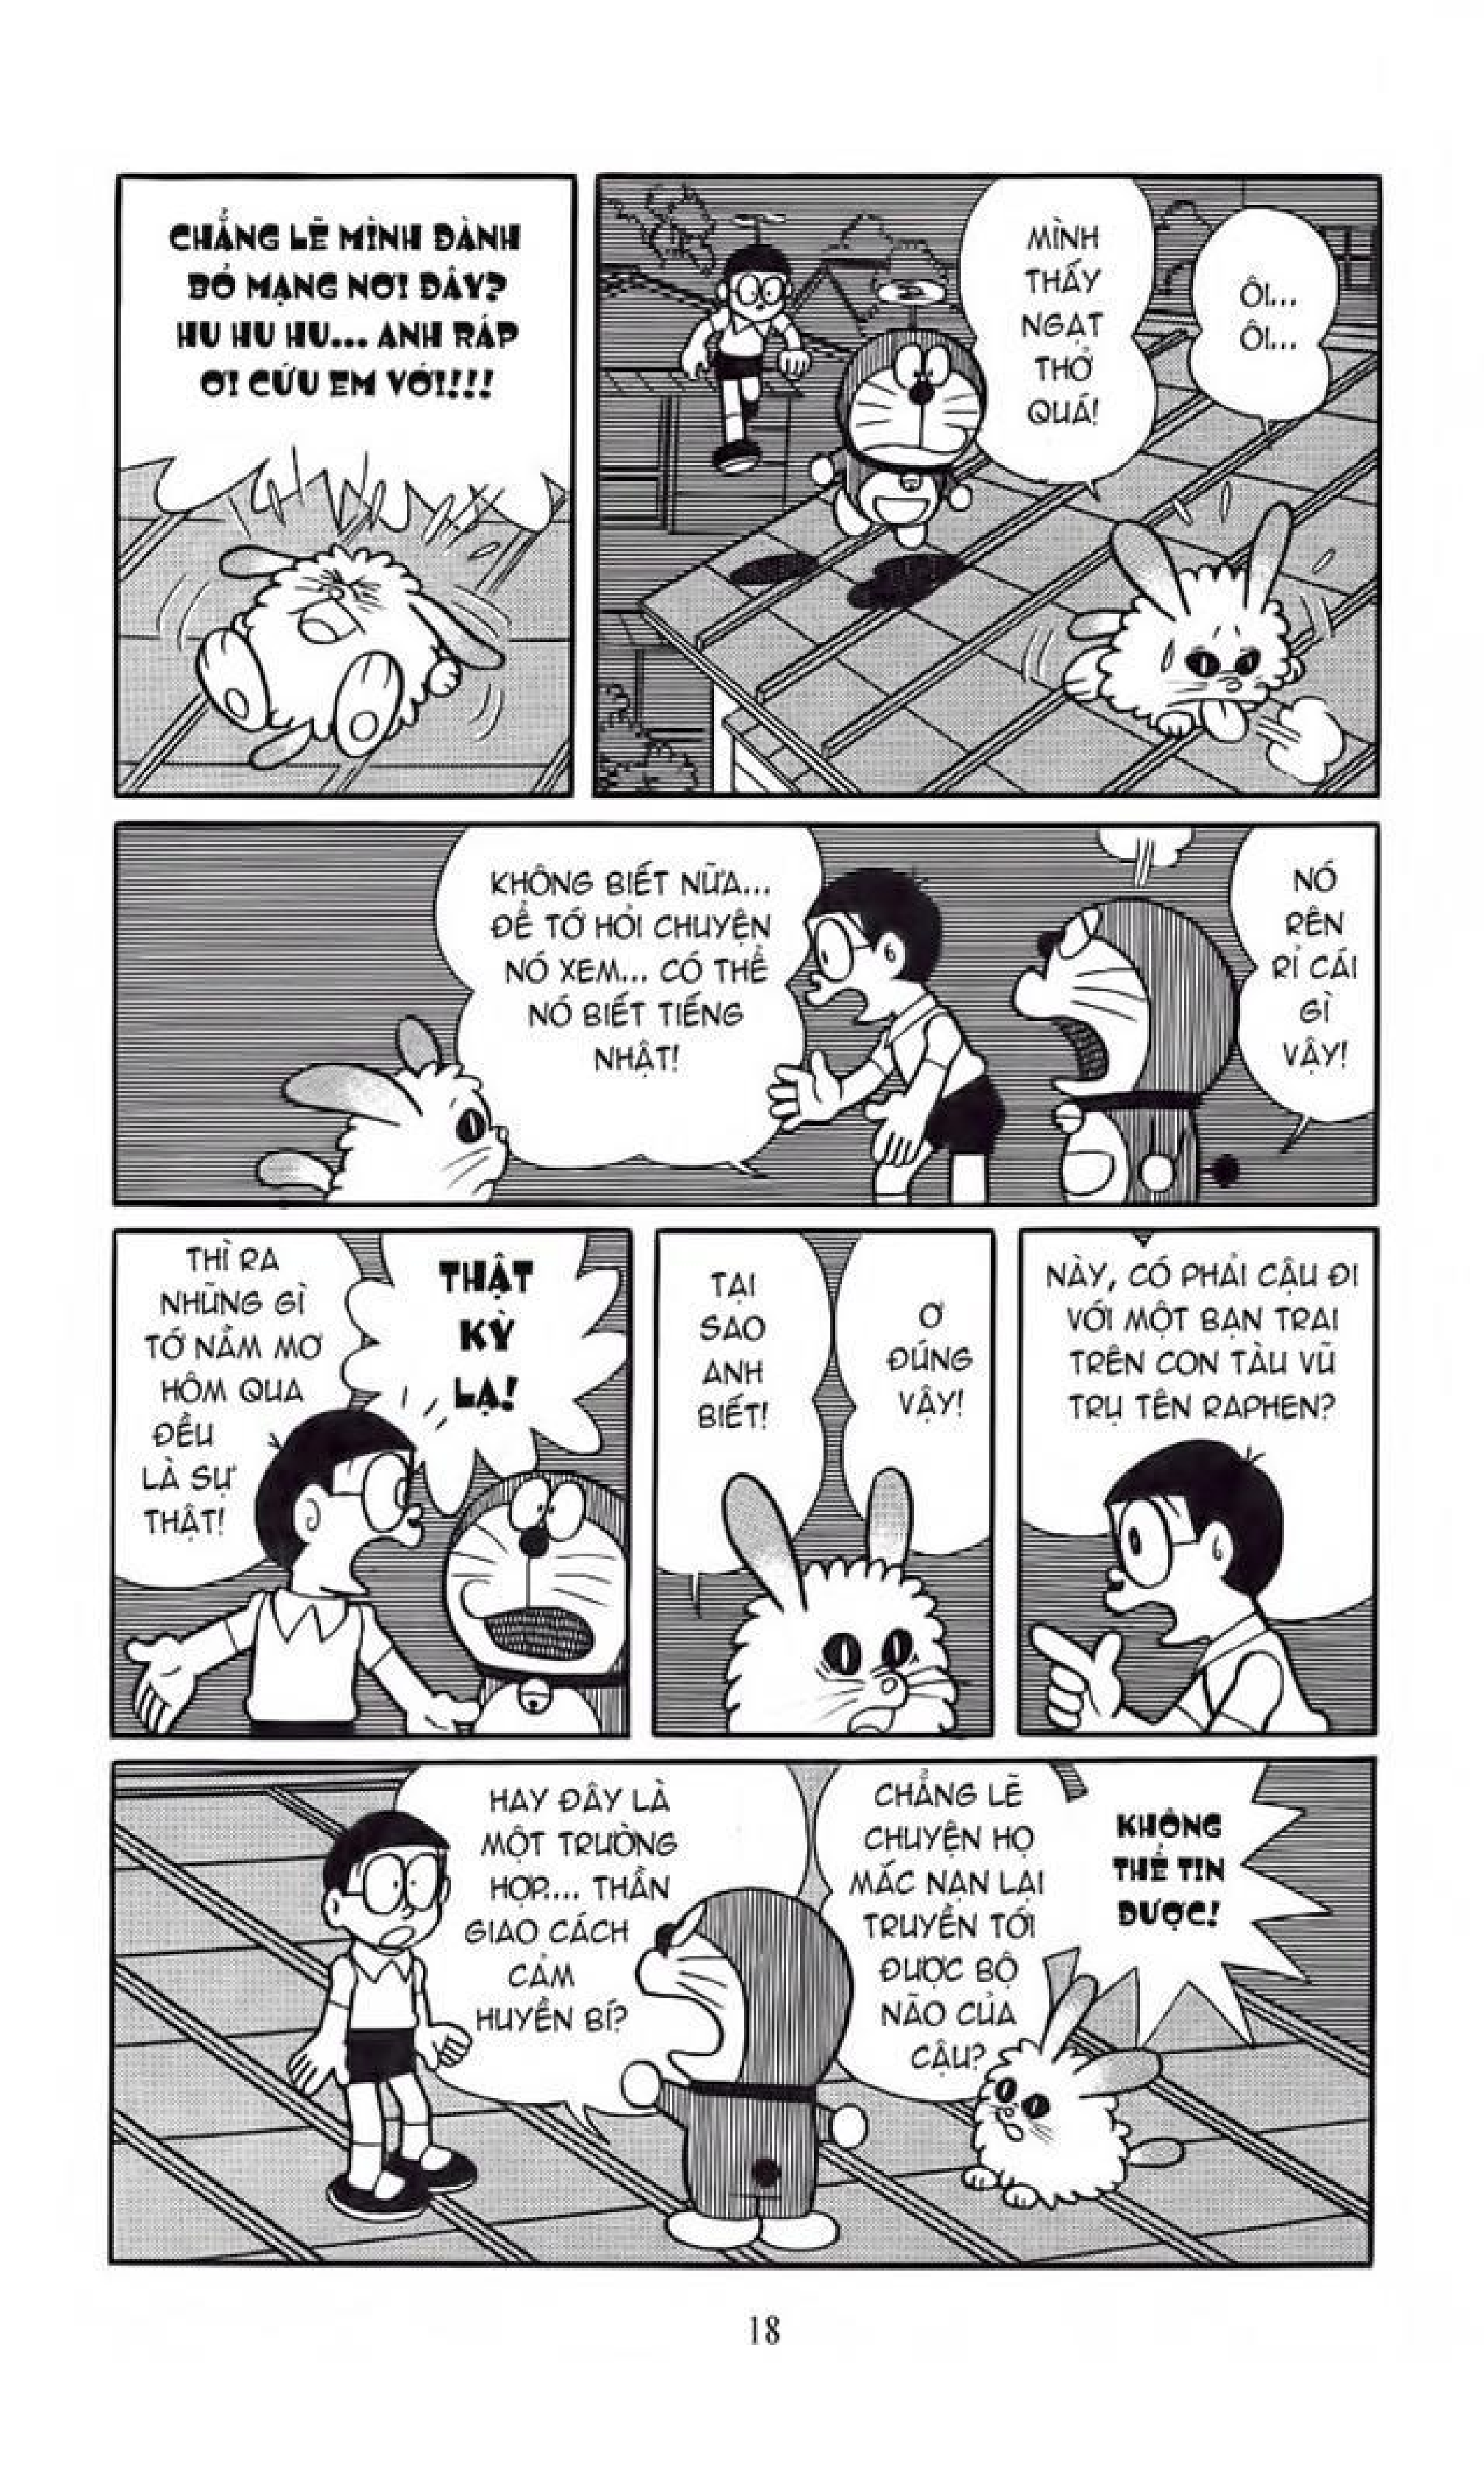 ÔI...
ÔI...
MÌNH
THẤY
NGẠT
THỞ
QUÁ!
CHẲNG LẼ MÌNH ĐÀNH
BỎ MẠNG NƠI ĐÂY?
HU HU HU... ANH RÁP
ƠI CỨU EM VỚI!!!
NÓ
RÊN
RỈ CÁI
GÌ
VẬY!
KHÔNG BIẾT NỮA...
ĐỂ TỚ HỎI CHUYỆN
NÓ XEM... CÓ THỂ
NÓ BIẾT TIẾNG
NHẬT!
NÀY, CÓ PHẢI CẬU ĐI
VỚI MỘT BẠN TRAI
TRÊN CON TÀU VŨ
TRỤ TÊN RAPHEN?
Ơ
ĐÚNG
VẬY!
TẠI
SAO
ANH
BIẾT!
THẬT
KỲ
LẠ!
THÌ RA
NHỮNG GÌ
TỚ NẰM MƠ
HÔM QUA
ĐỀU
LÀ SỰ
THẬT!
KHÔNG
THỂ TIN
ĐƯỢC!
CHẲNG LẼ
CHUYỆN HỌ
MẮC NẠN LẠI
TRUYỀN TỚI
ĐƯỢC BỘ
NÃO CỦA
CẬU?
HAY ĐÂY LÀ
MỘT TRƯỜNG
HỢP.... THẦN
GIAO CÁCH
CẢM
HUYỀN BÍ?
18